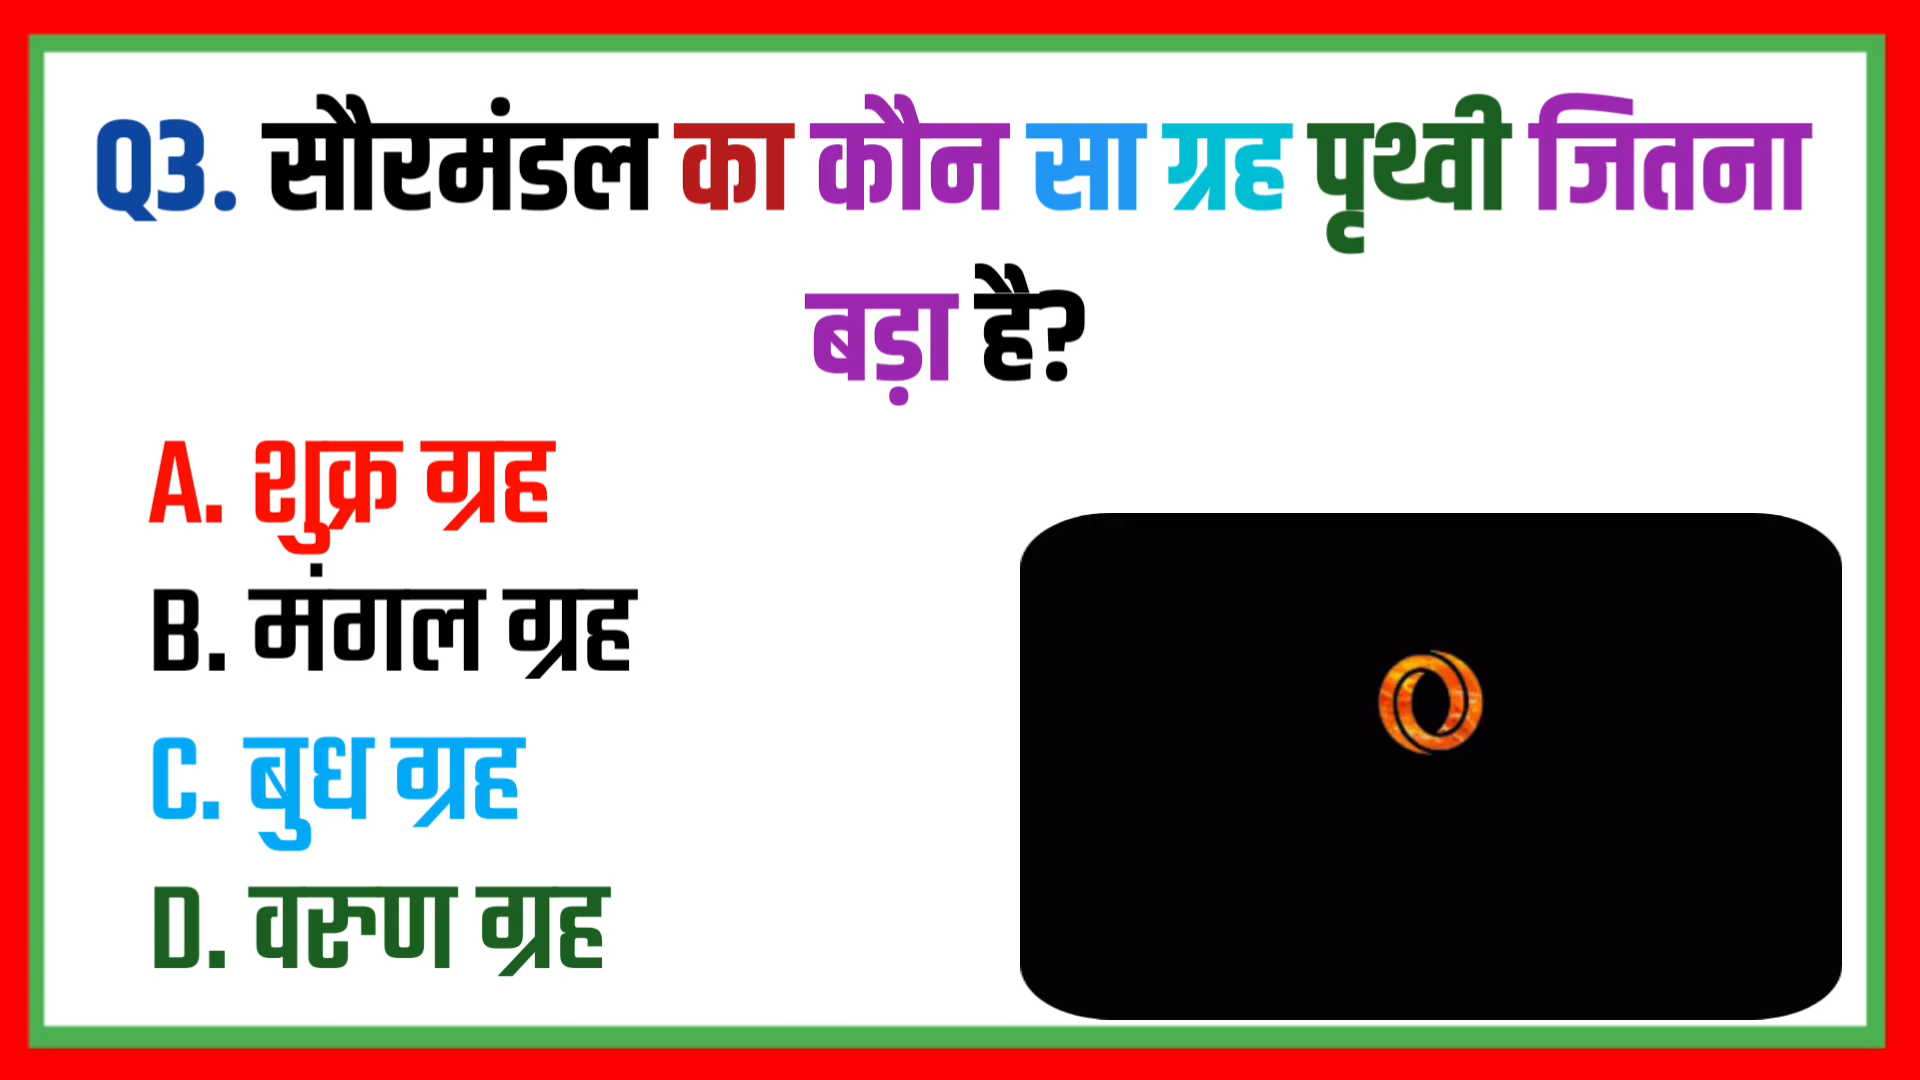 Q3. सौरमंडल का कौन सा ग्रह पृथ्वी जितना
बड़ा है?
A. शुक्र ग्रह
B. मंगल ग्रह
C. बुध ग्रह
D. वरुण ग्रह